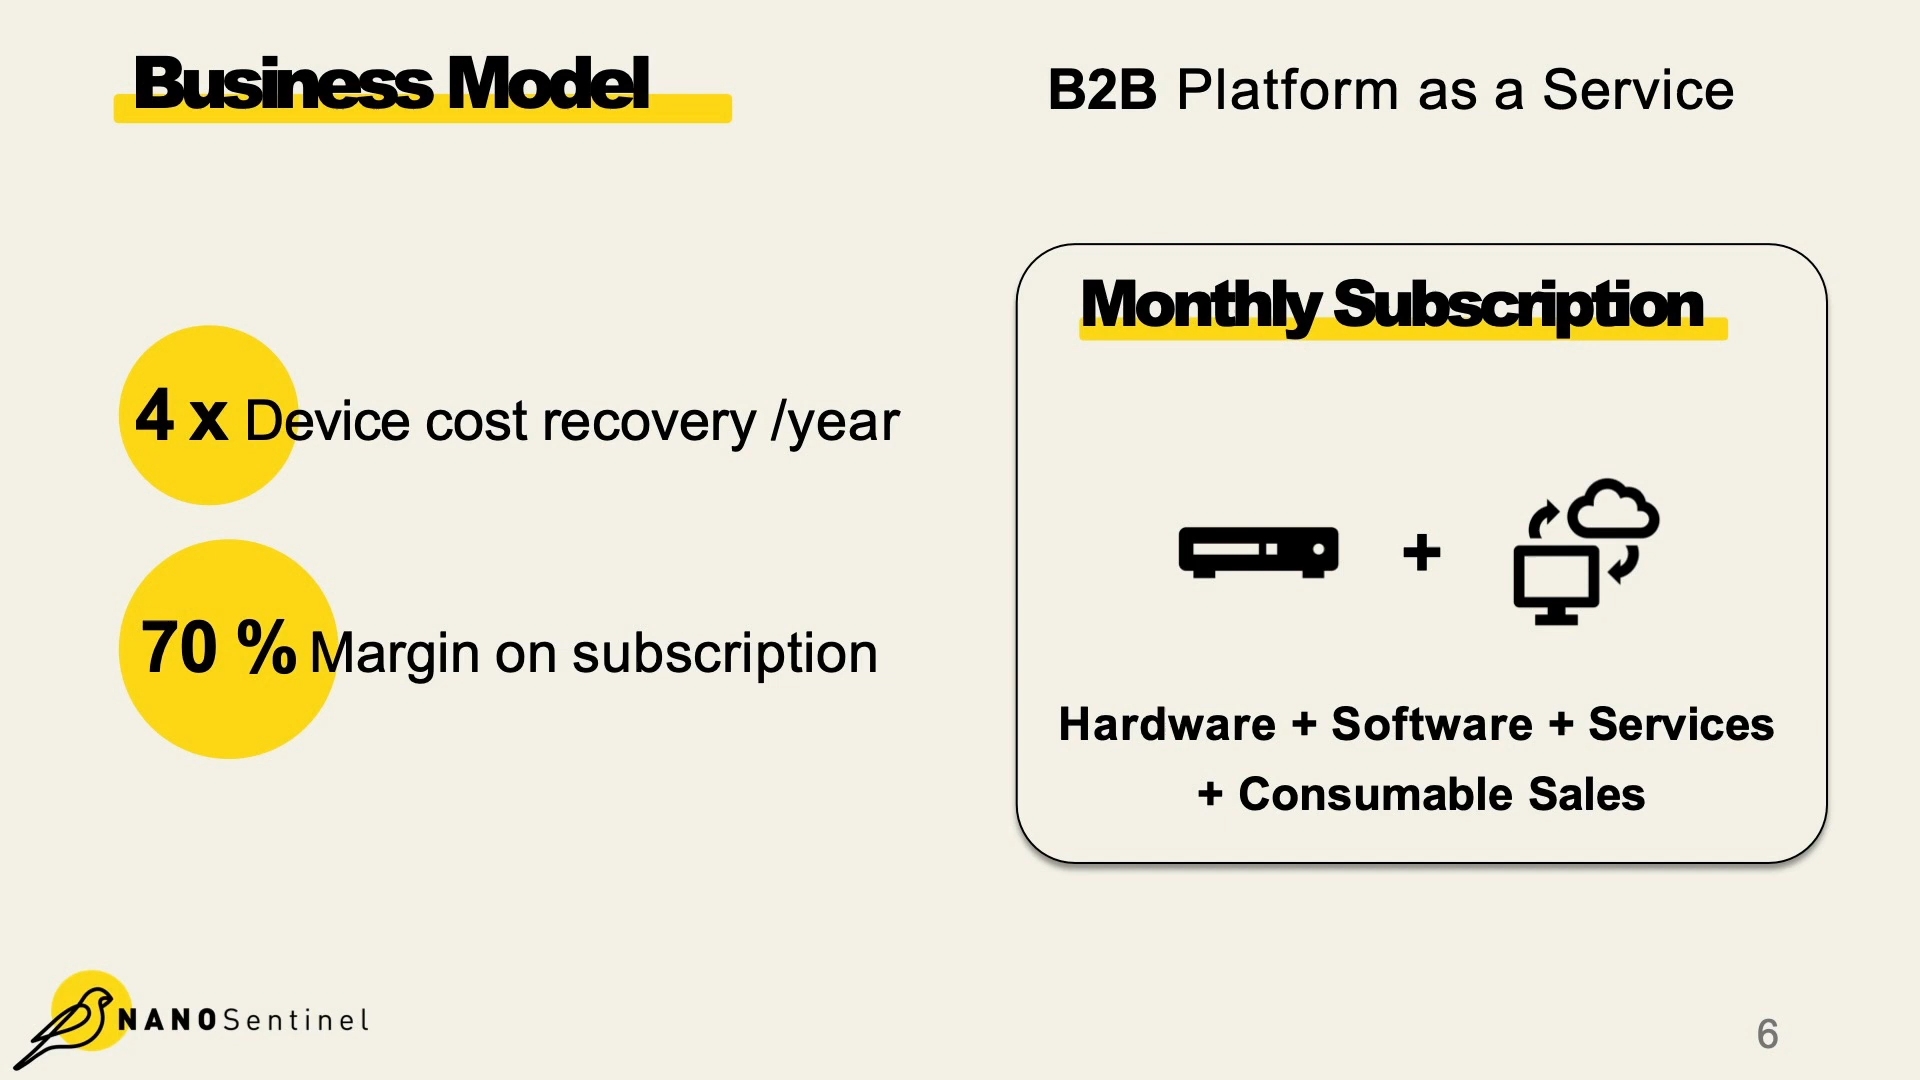 Business Model
B2B Platform as a Service
4 x Device cost recovery /year
70 % Margin on subscription
Monthly Subscription
+
Hardware + Software + Services
+ Consumable Sales
NANOSentinel
6